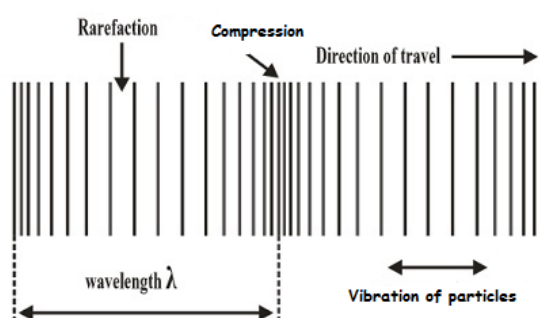 Rarefaction
Compression
Direction of travel
wavelength λ
Vibration of particles